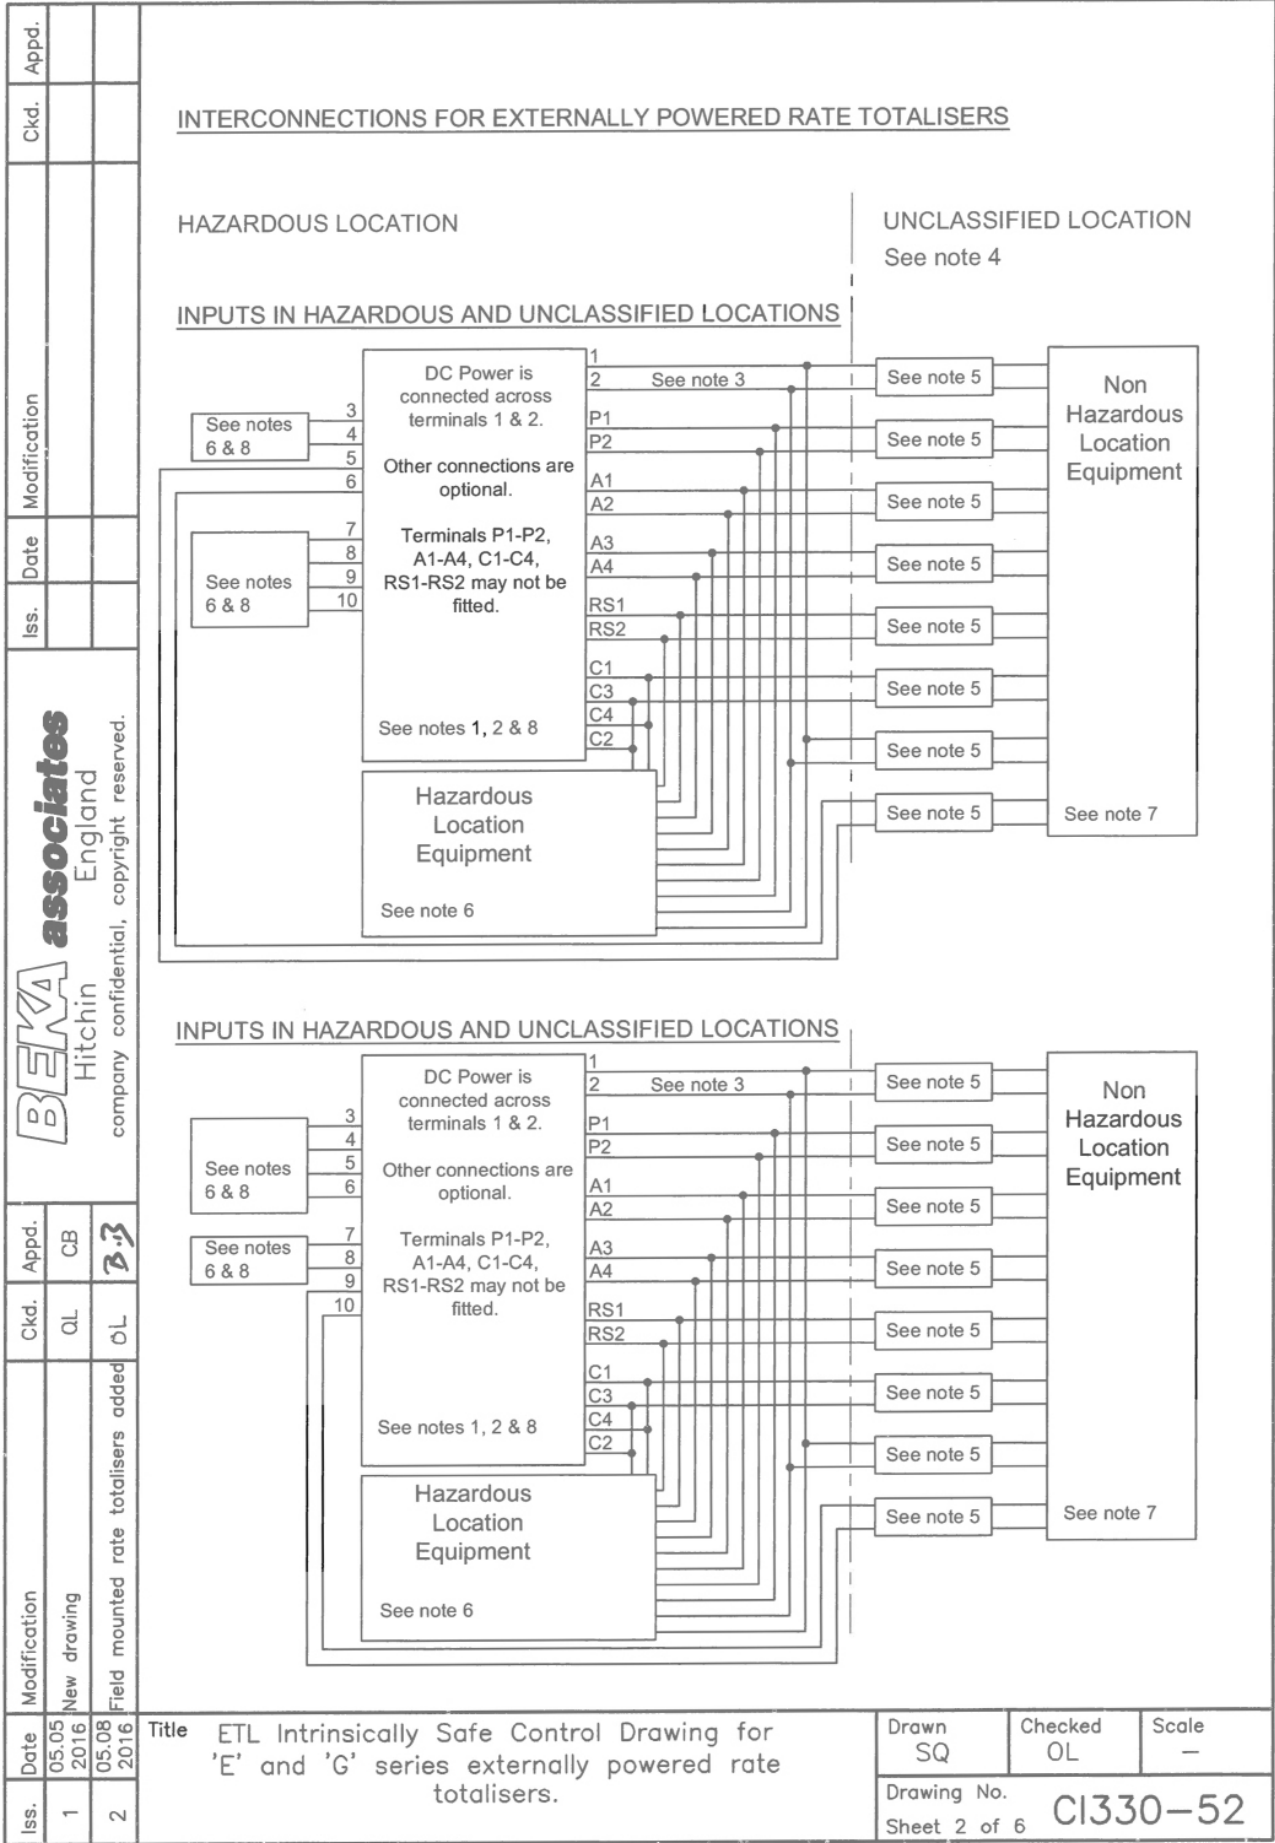 INTERCONNECTIONS FOR EXTERNALLY POWERED RATE TOTALISERS
HAZARDOUS LOCATION
UNCLASSIFIED LOCATION
See note 4
INPUTS IN HAZARDOUS AND UNCLASSIFIED LOCATIONS
DC Power is
connected across
terminals 1 & 2.
Other connections are
optional.
Terminals P1-P2,
A1-A4, C1-C4,
RS1-RS2 may not be
fitted.
See notes 1, 2 & 8
See notes
6 & 8
See notes
6 & 8
3
4
5
6
7
8
9
10
1
2
See note 3
P1
P2
A1
A2
A3
A4
RS1
RS2
C1
C3
C4
C2
See note 5
See note 5
See note 5
See note 5
See note 5
See note 5
See note 5
See note 5
Non
Hazardous
Location
Equipment
See note 7
Hazardous
Location
Equipment
See note 6
INPUTS IN HAZARDOUS AND UNCLASSIFIED LOCATIONS
DC Power is
connected across
terminals 1 & 2.
Other connections are
optional.
Terminals P1-P2,
A1-A4, C1-C4,
RS1-RS2 may not be
fitted.
See notes 1, 2 & 8
See notes
6 & 8
See notes
6 & 8
3
4
5
6
7
8
9
10
1
2
See note 3
P1
P2
A1
A2
A3
A4
RS1
RS2
C1
C3
C4
C2
See note 5
See note 5
See note 5
See note 5
See note 5
See note 5
See note 5
See note 5
Non
Hazardous
Location
Equipment
See note 7
Hazardous
Location
Equipment
See note 6
Iss. Date Modification Ckd. Appd.
BEKA associates
Hitchin England
company confidential, copyright reserved.
Iss. Date Modification Ckd. Appd.
1 05.05 2016 New drawing QL CB
2 05.08 2016 Field mounted rate totalisers added OL B.B
Title ETL Intrinsically Safe Control Drawing for
'E' and 'G' series externally powered rate
totalisers.
Drawn
SQ
Checked
OL
Scale
—
Drawing No.
Sheet 2 of 6
CI330-52